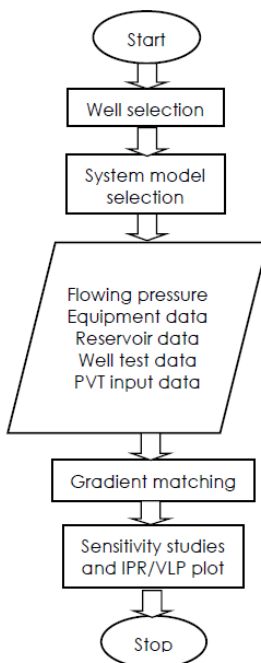 Start
Well selection
System model
selection
Flowing pressure
Equipment data
Reservoir data
Well test data
PVT input data
Gradient matching
Sensitivity studies
and IPR/VLP plot
Stop